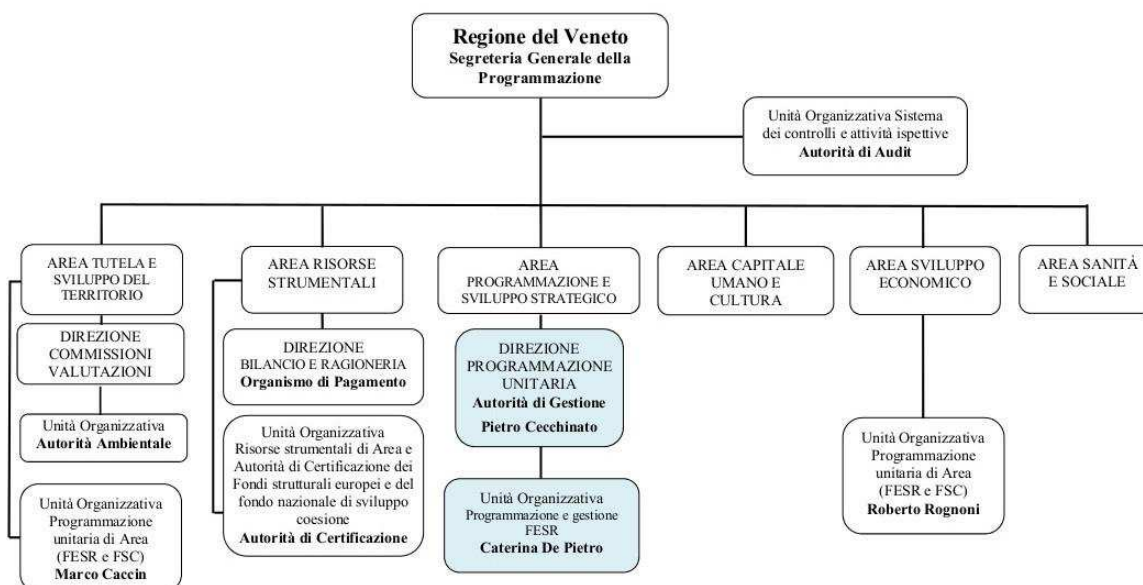 Regione del Veneto
Segreteria Generale della
Programmazione
Unità Organizzativa Sistema
dei controlli e attività ispettive
Autorità di Audit
AREA TUTELA E
SVILUPPO DEL
TERRITORIO
AREA RISORSE
STRUMENTALI
AREA
PROGRAMMAZIONE E
SVILUPPO STRATEGICO
AREA CAPITALE
UMANO E
CULTURA
AREA SVILUPPO
ECONOMICO
AREA SANITÀ
E SOCIALE
DIREZIONE
COMMISSIONI
VALUTAZIONI
DIREZIONE
BILANCIO E RAGIONERIA
Organismo di Pagamento
DIREZIONE
PROGRAMMAZIONE
UNITARIA
Autorità di Gestione
Pietro Cecchinato
Unità Organizzativa
Autorità Ambientale
Unità Organizzativa
Risorse strumentali di Area e
Autorità di Certificazione dei
Fondi strutturali europei e del
fondo nazionale di sviluppo
coesione
Autorità di Certificazione
Unità Organizzativa
Programmazione
unitaria di Area
(FESR e FSC)
Roberto Rognoni
Unità Organizzativa
Programmazione
unitaria di Area
(FESR e FSC)
Marco Caccin
Unità Organizzativa
Programmazione e gestione
FESR
Caterina De Pietro